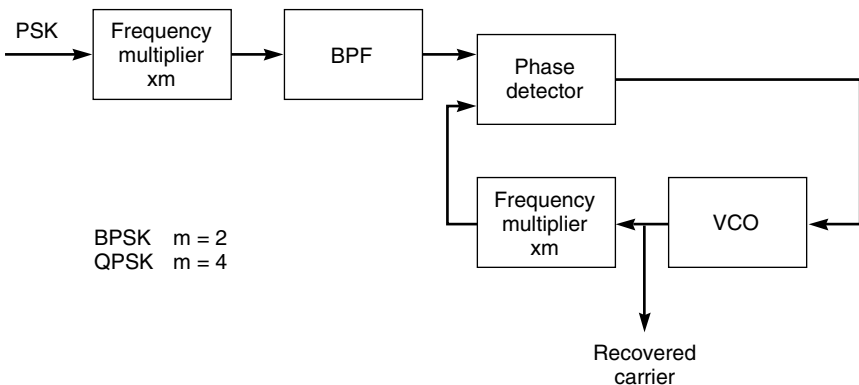 PSK
Frequency
multiplier
xm
BPF
Phase
detector
Frequency
multiplier
xm
VCO
BPSK m = 2
QPSK m = 4
Recovered
carrier